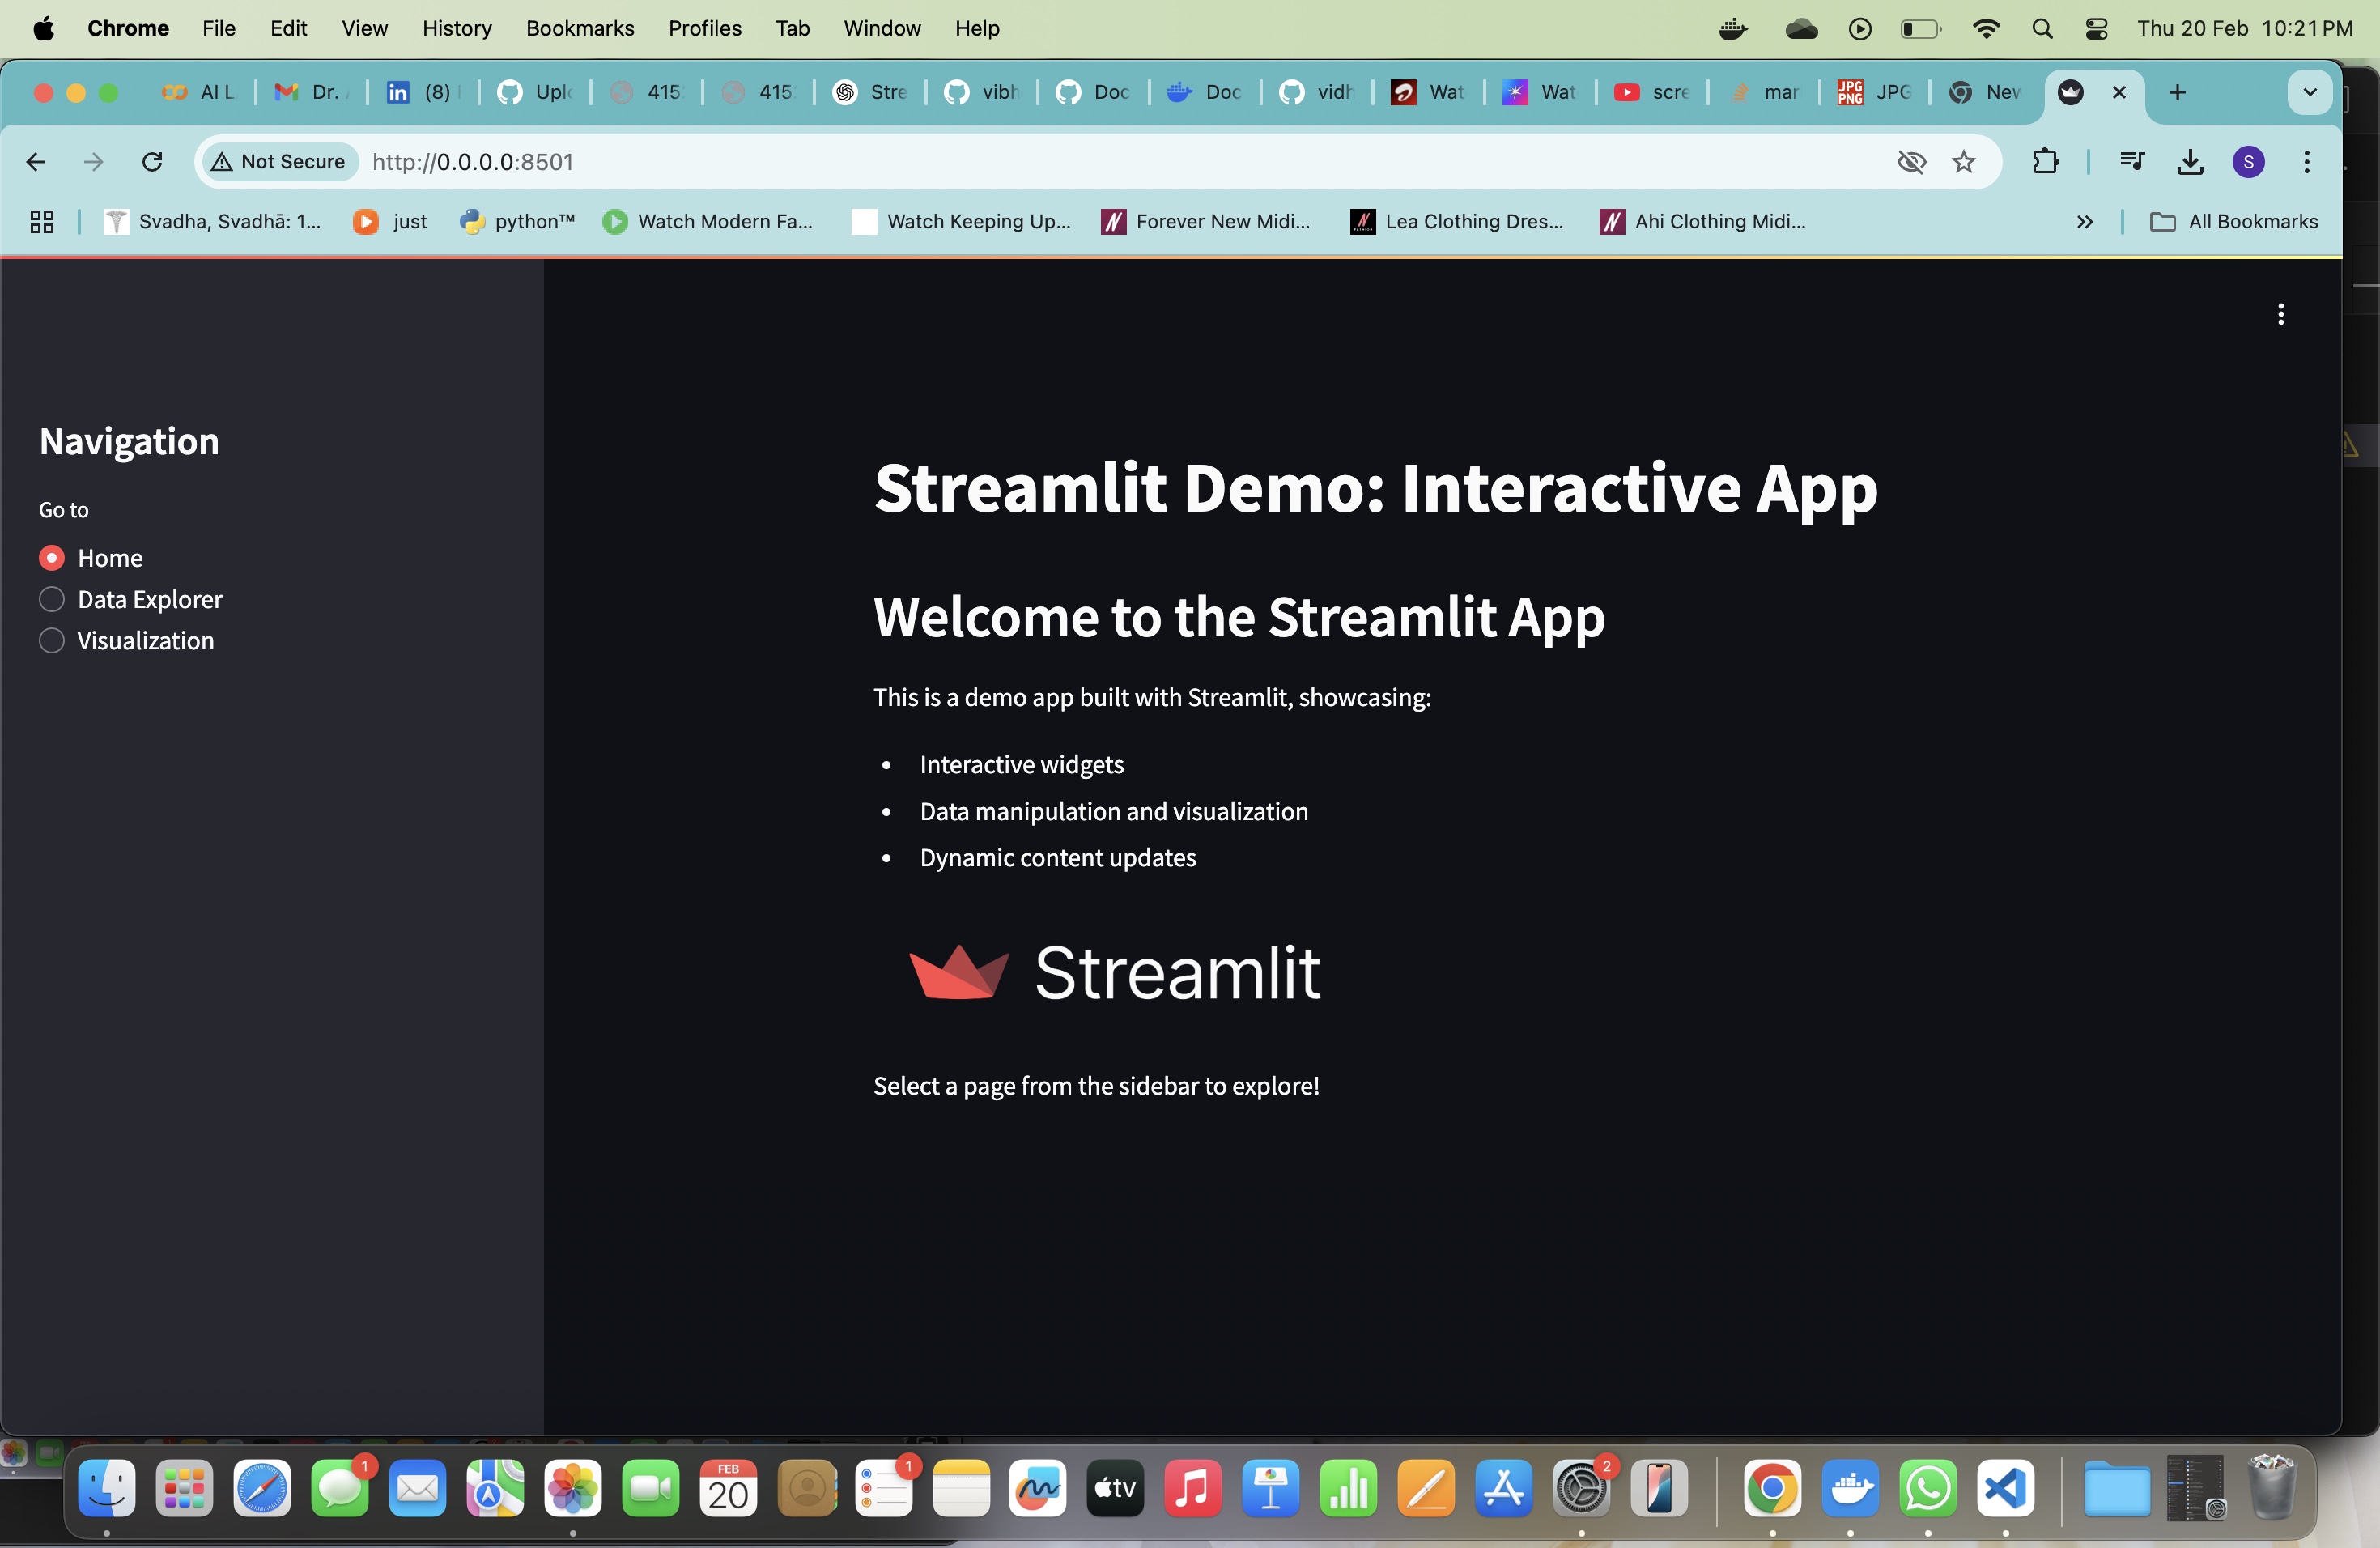 Chrome File Edit View History Bookmarks Profiles Tab Window Help Thu 20 Feb 10:21 PM
AI L Dr. (8) Uplo 415 415 Stre vibh Doc Doc vidh Wat Wat scre mar JPG PNG JPG New
Not Secure http://0.0.0.0:8501 S
Svadha, Svadhā: 1... just python™ Watch Modern Fa... Watch Keeping Up... Forever New Midi... Lea Clothing Dres... Ahi Clothing Midi... All Bookmarks
Navigation
Go to
Home
Data Explorer
Visualization
Streamlit Demo: Interactive App
Welcome to the Streamlit App
This is a demo app built with Streamlit, showcasing:
• Interactive widgets
• Data manipulation and visualization
• Dynamic content updates
Streamlit
Select a page from the sidebar to explore!
1 FEB 20 1 tv 2